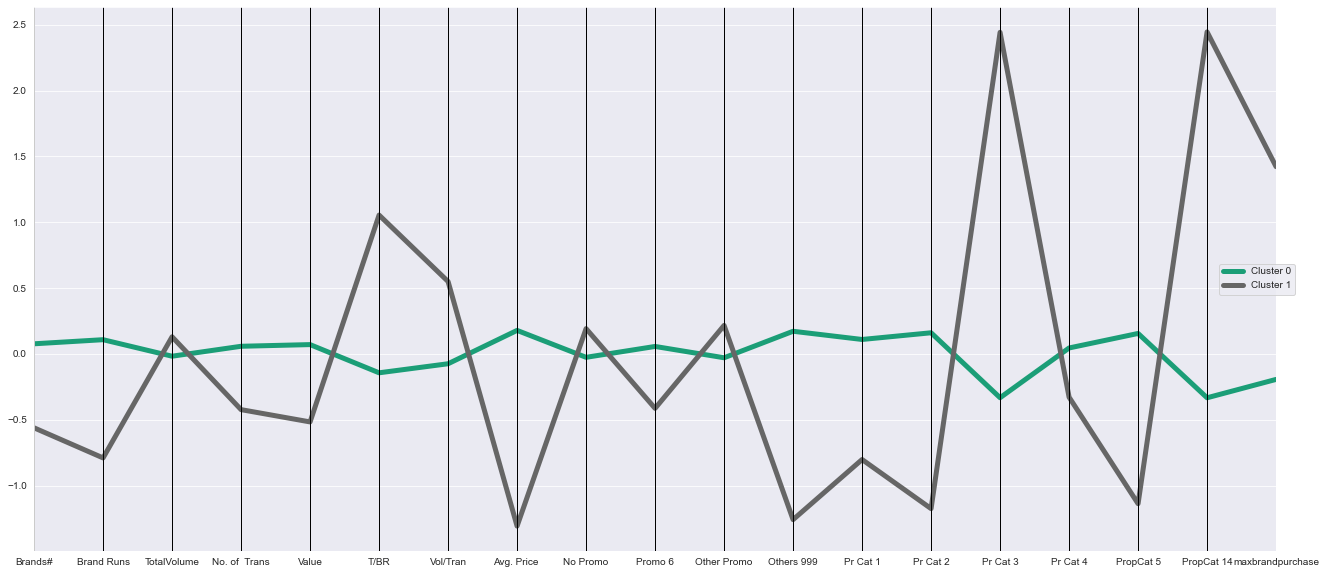 2.5
2.0
1.5
1.0
0.5
0.0
−0.5
−1.0
Cluster 0
Cluster 1
Brands# Brand Runs TotalVolume No. of  Trans Value T/BR Vol/Tran Avg. Price No Promo Promo 6 Other Promo Others 999 Pr Cat 1 Pr Cat 2 Pr Cat 3 Pr Cat 4 PropCat 5 PropCat 14 maxbrandpurchase